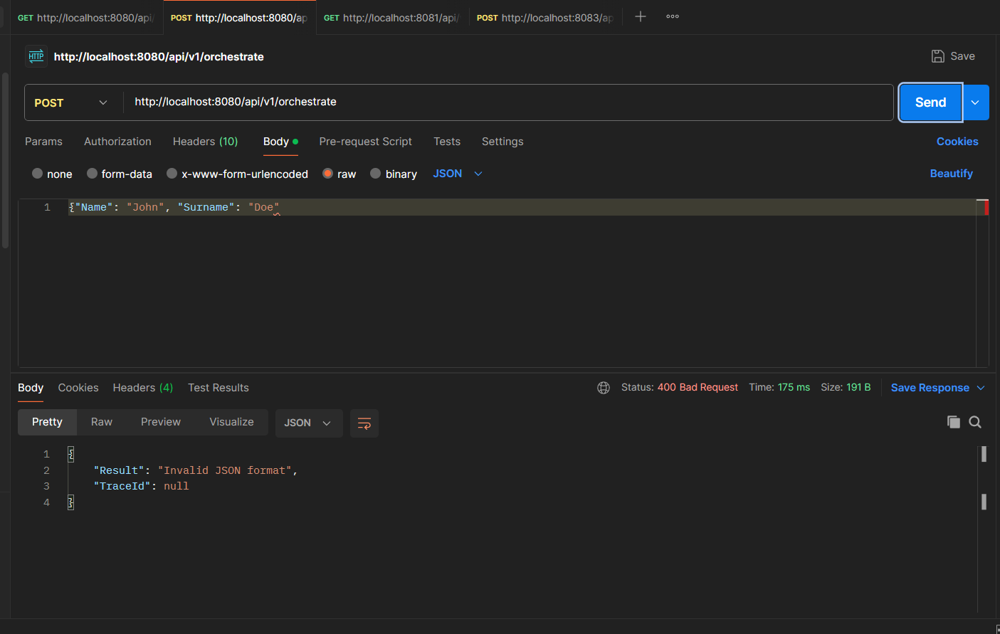 GET http://localhost:8080/api/
POST http://localhost:8080/ap
GET http://localhost:8081/api/
POST http://localhost:8083/ap
HTTP http://localhost:8080/api/v1/orchestrate
Save
POST http://localhost:8080/api/v1/orchestrate
Send
Params Authorization Headers (10) Body Pre-request Script Tests Settings Cookies
none form-data x-www-form-urlencoded raw binary JSON Beautify
1 {"Name": "John", "Surname": "Doe"
Body Cookies Headers (4) Test Results Status: 400 Bad Request Time: 175 ms Size: 191 B Save Response
Pretty Raw Preview Visualize JSON
1 {
2 "Result": "Invalid JSON format",
3 "TraceId": null
4 }